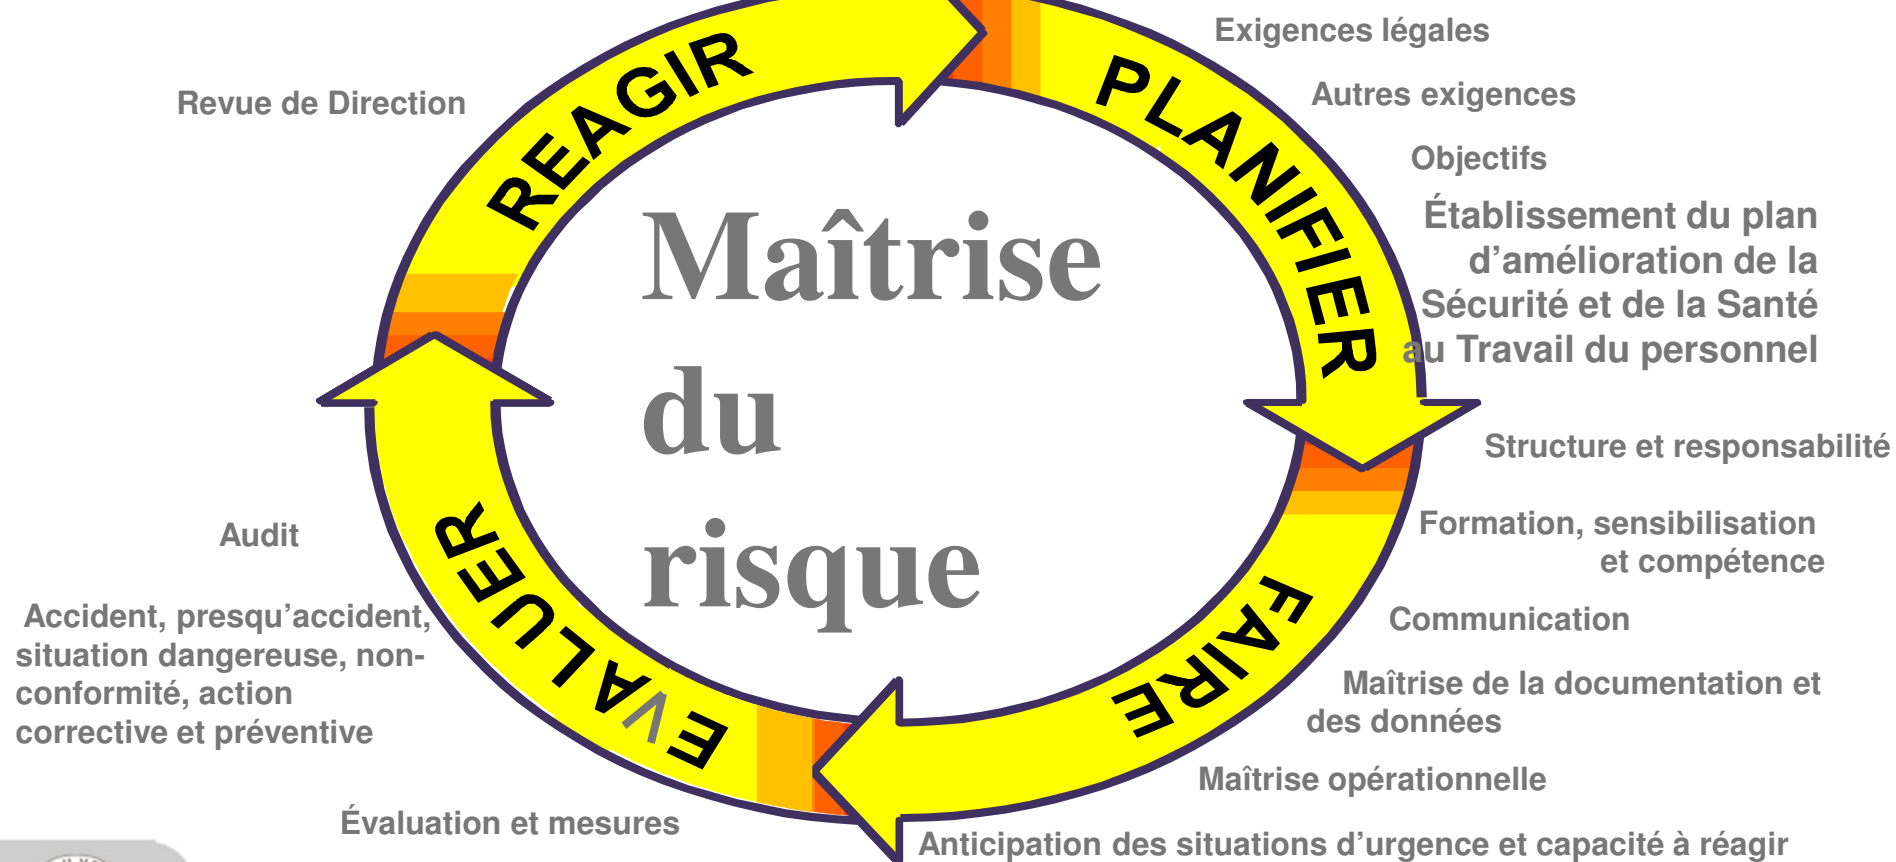 REAGIR
PLANIFIER
FAIRE
EVALUER
Maîtrise
du
risque
Exigences légales
Autres exigences
Objectifs
Établissement du plan
d’amélioration de la
Sécurité et de la Santé
au Travail du personnel
Structure et responsabilité
Formation, sensibilisation
et compétence
Communication
Maîtrise de la documentation et
des données
Maîtrise opérationnelle
Anticipation des situations d’urgence et capacité à réagir
Évaluation et mesures
Accident, presqu’accident,
situation dangereuse, non-
conformité, action
corrective et préventive
Audit
Revue de Direction